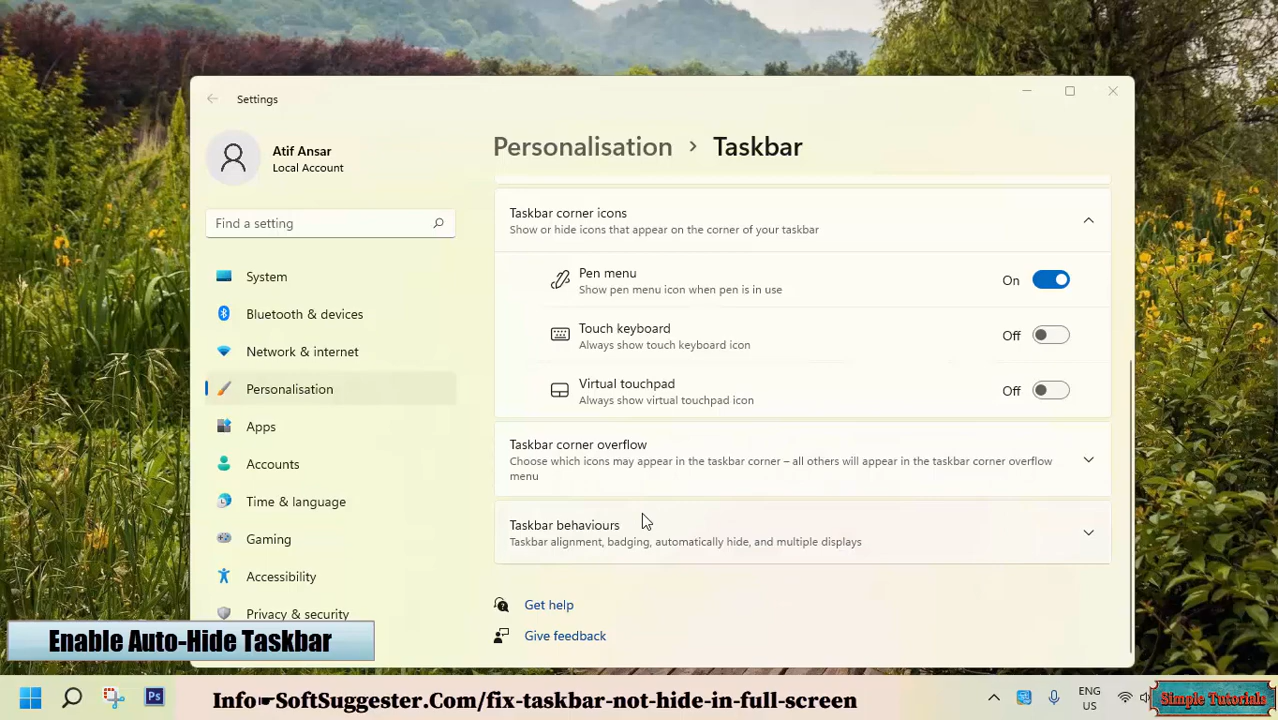 Settings
Atif Ansar
Local Account
Find a setting
System
Bluetooth & devices
Network & internet
Personalisation
Apps
Accounts
Time & language
Gaming
Accessibility
Privacy & security
Personalisation > Taskbar
Taskbar corner icons
Show or hide icons that appear on the corner of your taskbar
Pen menu
Show pen menu icon when pen is in use
On
Touch keyboard
Always show touch keyboard icon
Off
Virtual touchpad
Always show virtual touchpad icon
Off
Taskbar corner overflow
Choose which icons may appear in the taskbar corner – all others will appear in the taskbar corner overflow
menu
Taskbar behaviours
Taskbar alignment, badging, automatically hide, and multiple displays
Get help
Give feedback
Enable Auto-Hide Taskbar
Ps
Info☛SoftSuggester.Com/fix-taskbar-not-hide-in-full-screen
ENG
US
Simple Tutorials